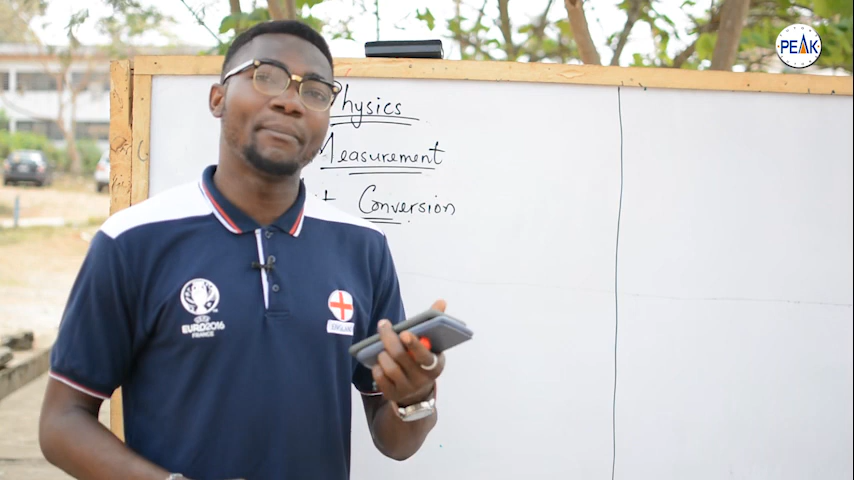 PEAK
Physics
Measurement
Conversion
EURO2016
FRANCE
ENGLAND